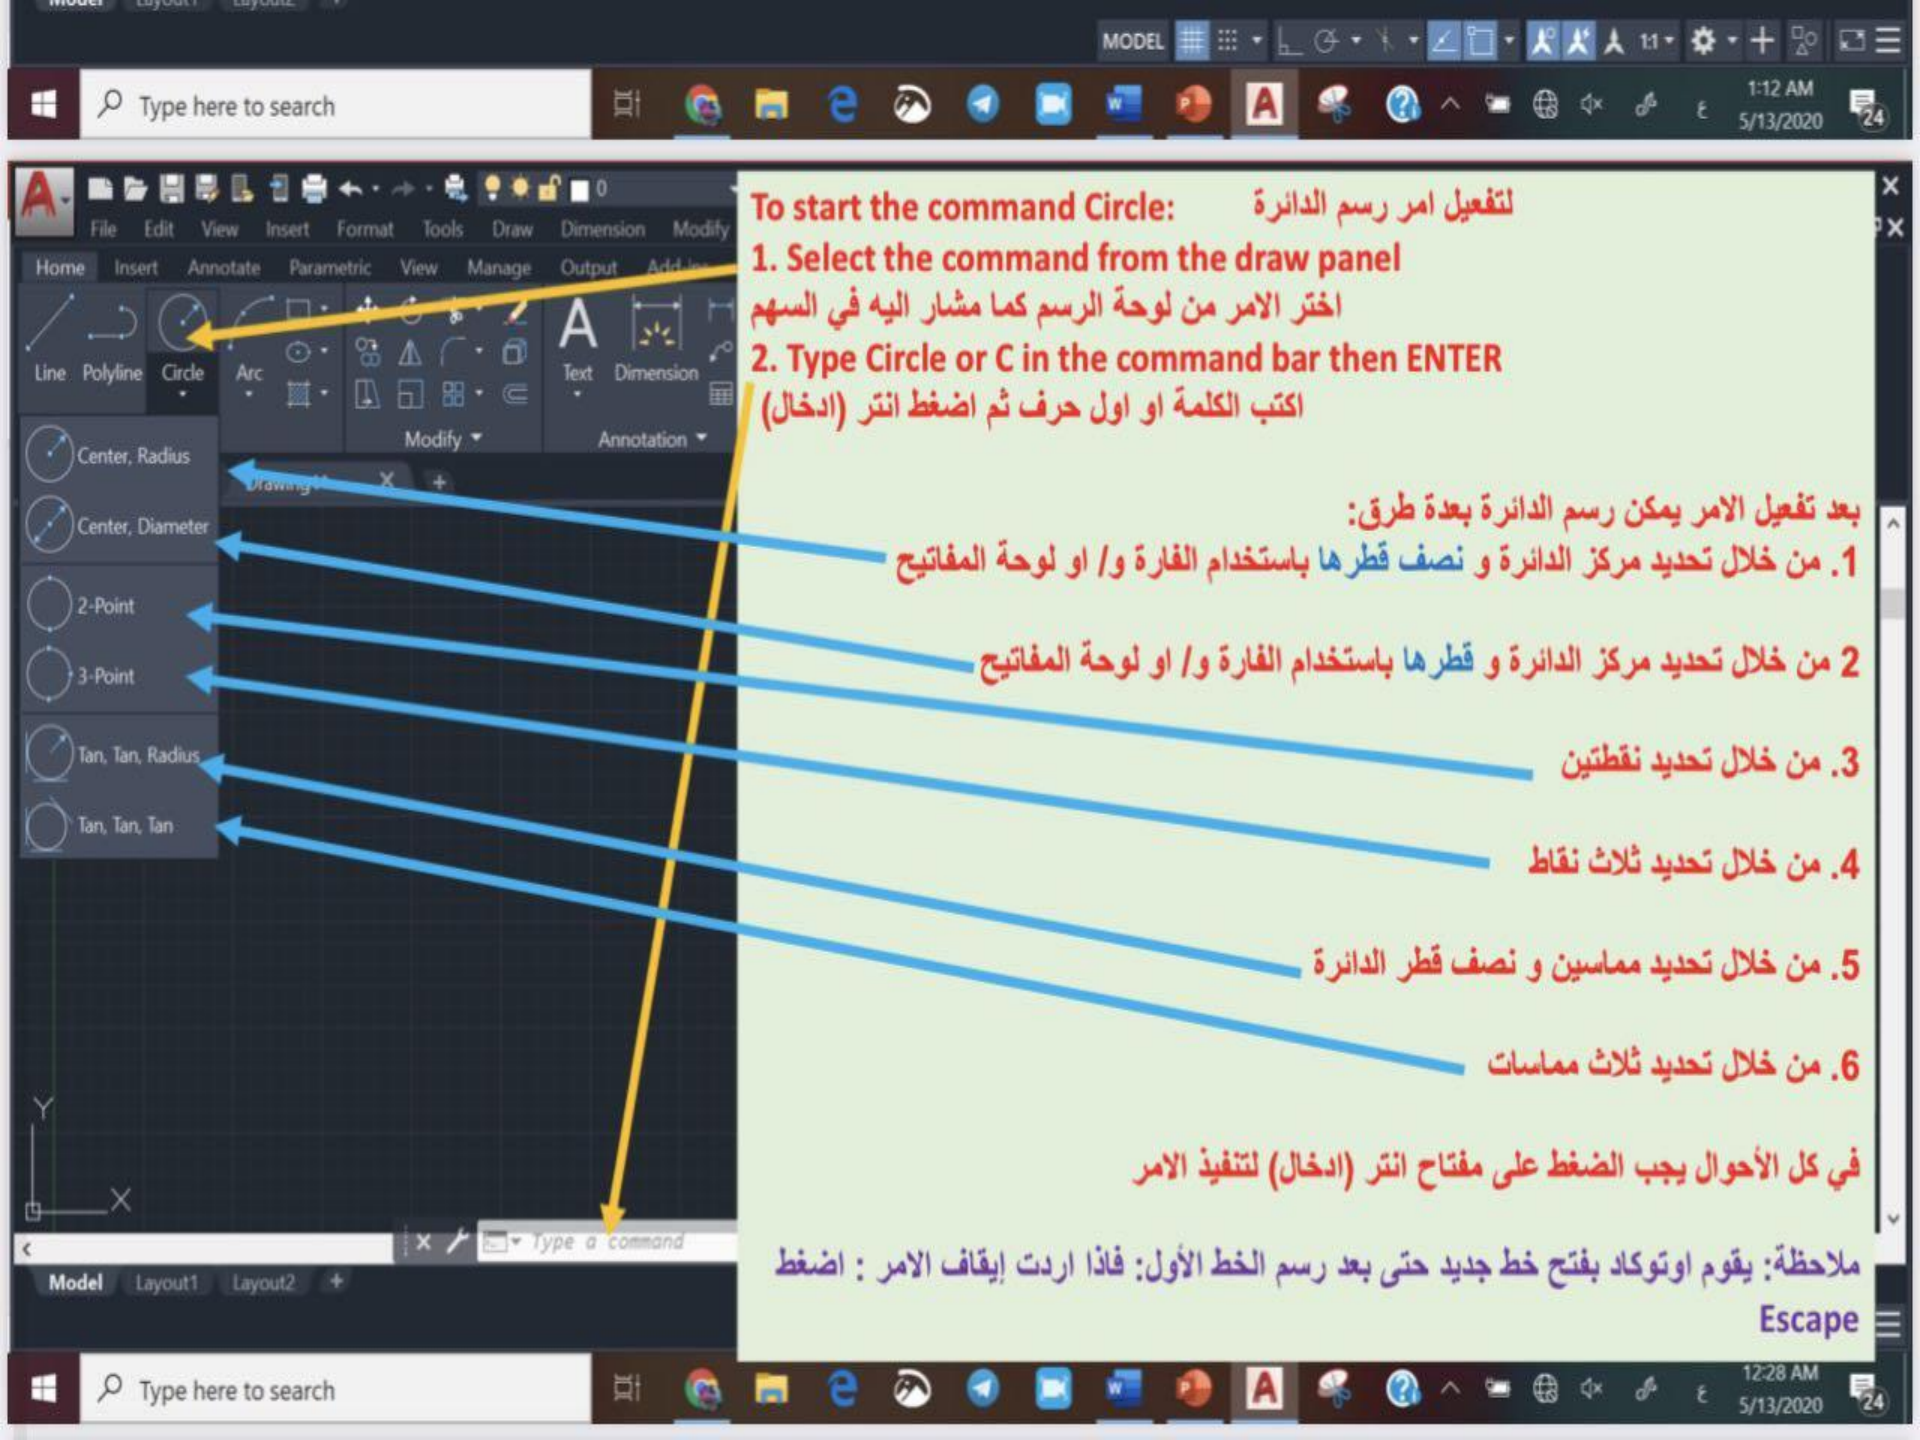 Model Layout1 Layout2 +
MODEL 1:1
Type here to search
1:12 AM
ع
5/13/2020
24
0
File Edit View Insert Format Tools Draw Dimension Modify
Home Insert Annotate Parametric View Manage Output
Line Polyline Circle Arc Text Dimension
Modify Annotation
Center, Radius
Center, Diameter
2-Point
3-Point
Tan, Tan, Radius
Tan, Tan, Tan
To start the command Circle: لتفعيل امر رسم الدائرة
1. Select the command from the draw panel
اختر الامر من لوحة الرسم كما مشار اليه في السهم
2. Type Circle or C in the command bar then ENTER
اكتب الكلمة او اول حرف ثم اضغط انتر (ادخال)
بعد تفعيل الامر يمكن رسم الدائرة بعدة طرق:
1. من خلال تحديد مركز الدائرة و نصف قطرها باستخدام الفارة و/ او لوحة المفاتيح
2 من خلال تحديد مركز الدائرة و قطرها باستخدام الفارة و/ او لوحة المفاتيح
3. من خلال تحديد نقطتين
4. من خلال تحديد ثلاث نقاط
5. من خلال تحديد مماسين و نصف قطر الدائرة
6. من خلال تحديد ثلاث مماسات
في كل الأحوال يجب الضغط على مفتاح انتر (ادخال) لتنفيذ الامر
ملاحظة: يقوم اوتوكاد بفتح خط جديد حتى بعد رسم الخط الأول: فاذا اردت إيقاف الامر : اضغط
Escape
Y
X
Type a command
Model Layout1 Layout2 +
Type here to search
12:28 AM
ع
5/13/2020
24